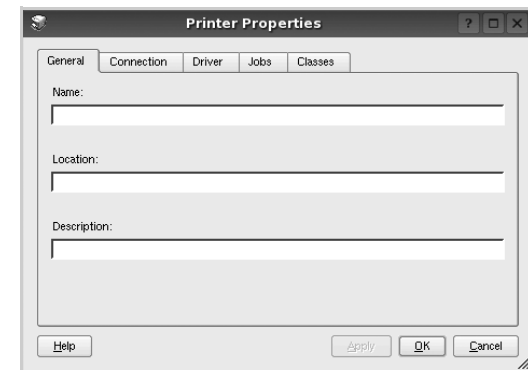 Printer Properties ?
General Connection Driver Jobs Classes
Name:
Location:
Description:
Help Apply OK Cancel